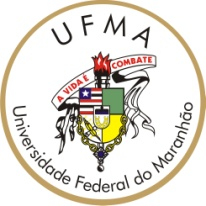 UFMA
A VIDA É COMBATE
Universidade Federal do Maranhão